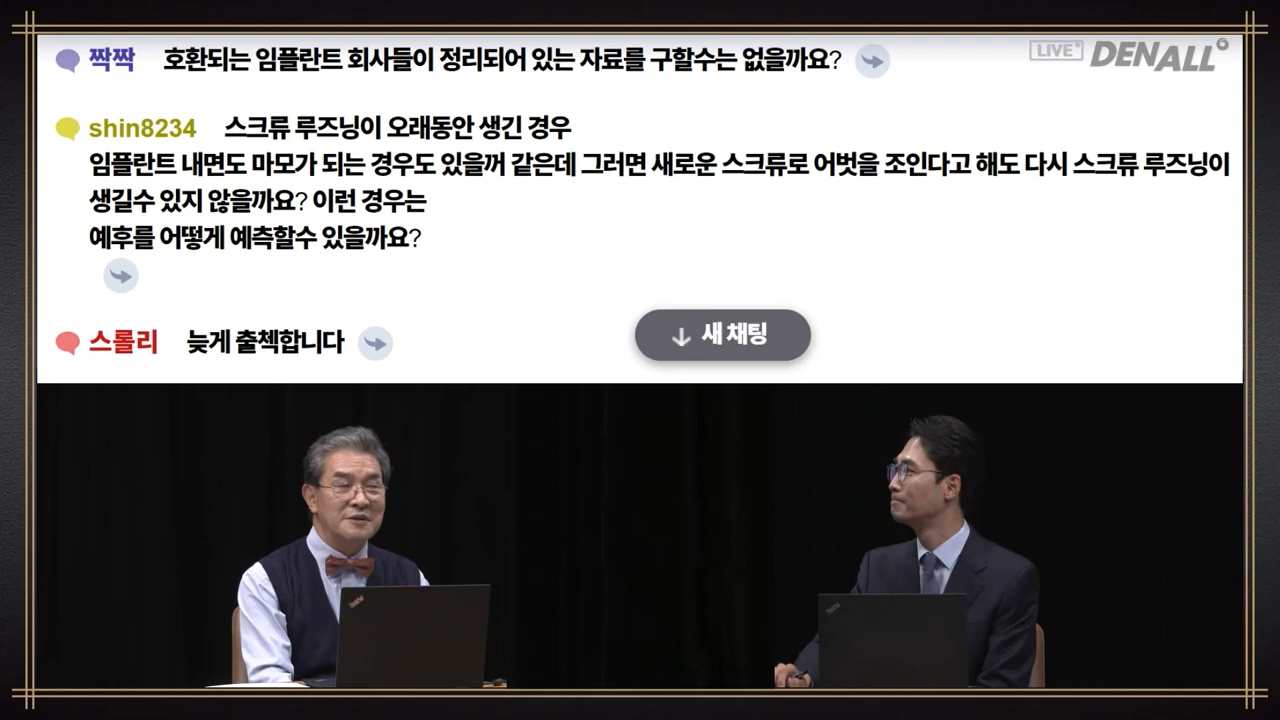 짝짝 호환되는 임플란트 회사들이 정리되어 있는 자료를 구할수는 없을까요?
LIVE DENALL
shin8234 스크류 루즈닝이 오래동안 생긴 경우
임플란트 내면도 마모가 되는 경우도 있을꺼 같은데 그러면 새로운 스크류로 어벗을 조인다고 해도 다시 스크류 루즈닝이
생길수 있지 않을까요? 이런 경우는
예후를 어떻게 예측할수 있을까요?
스롤리 늦게 출첵합니다
↓ 새 채팅
ThinkPad
ThinkPad